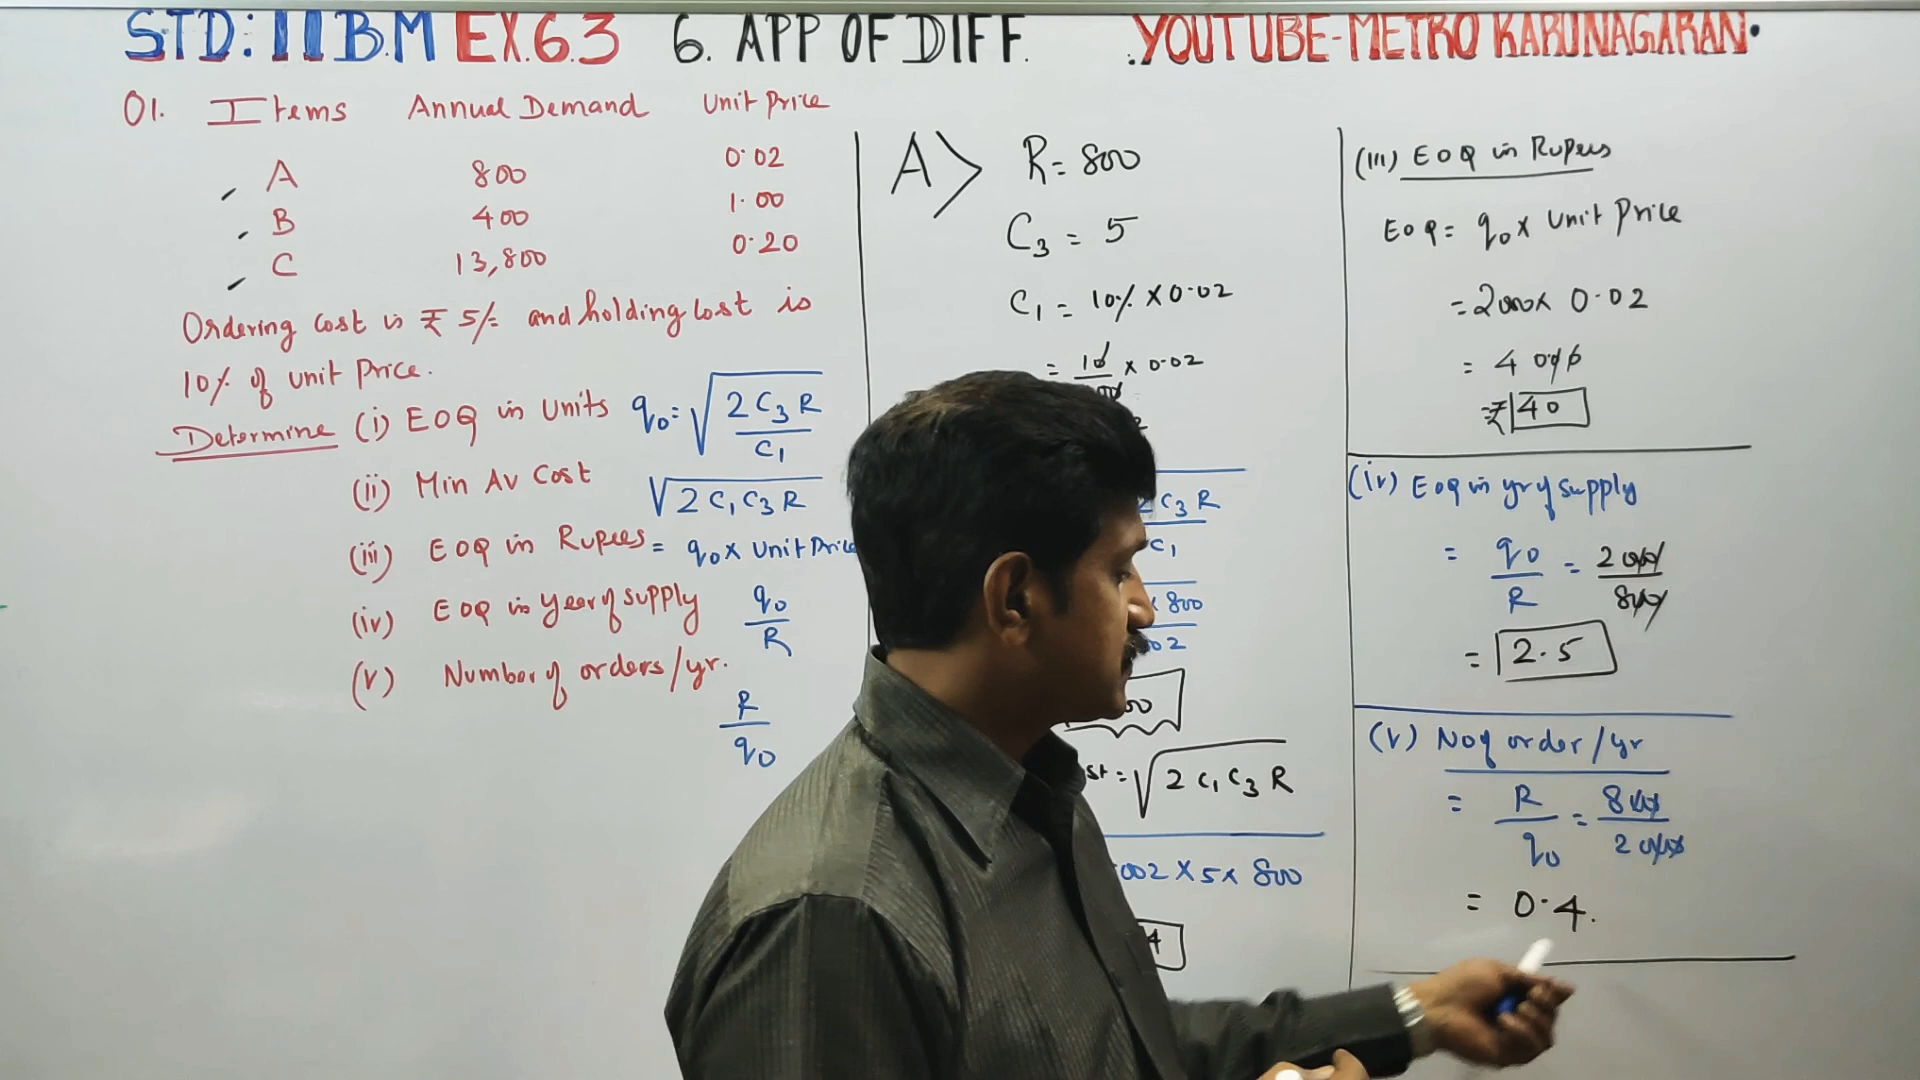 STD: 11 B.M EX.6.3 6. APP OF DIFF. YOUTUBE-METRO KARUNAGARAN.
01. Items Annual Demand Unit Price
A 800 0.02
B 400 1.00
C 13,800 0.20
Ordering Cost is ₹ 5/= and holding Cost is
10% of unit Price.
Determine (i) EOQ in Units q₀ = √(2C₃R / C₁)
(ii) Min Av Cost √(2C₁C₃R)
(iii) EOQ in Rupees = q₀ x Unit Price
(iv) EOQ in Year of supply q₀/R
(v) Number of orders/yr.
R/q₀
A> R = 800
C₃ = 5
C₁ = 10% X 0.02
= 10/ x 0.02
2C₃R
C₁
x 800
002
00
st = √(2C₁C₃R)
002 X 5 x 800
4
(iii) EOQ in Rupees
EOQ = q₀ x Unit Price
= 2000 x 0.02
= 40.00
= ₹ 40
(iv) Eoq in yr of supply
= q₀/R = 2000/800
= 2.5
(v) No of order/yr
= R/q₀ = 800/2000
= 0.4.